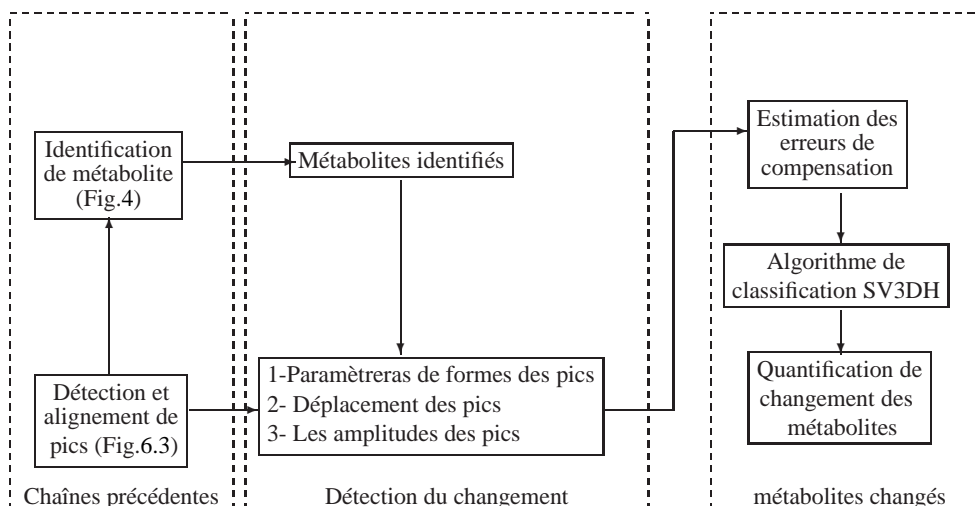 Identification
de métabolite
(Fig.4)
Détection et
alignement de
pics (Fig.6.3)
Chaînes précédentes
Métabolites identifiés
1-Paramètreras de formes des pics
2- Déplacement des pics
3- Les amplitudes des pics
Détection du changement
Estimation des
erreurs de
compensation
Algorithme de
classification SV3DH
Quantification de
changement des
métabolites
métabolites changés